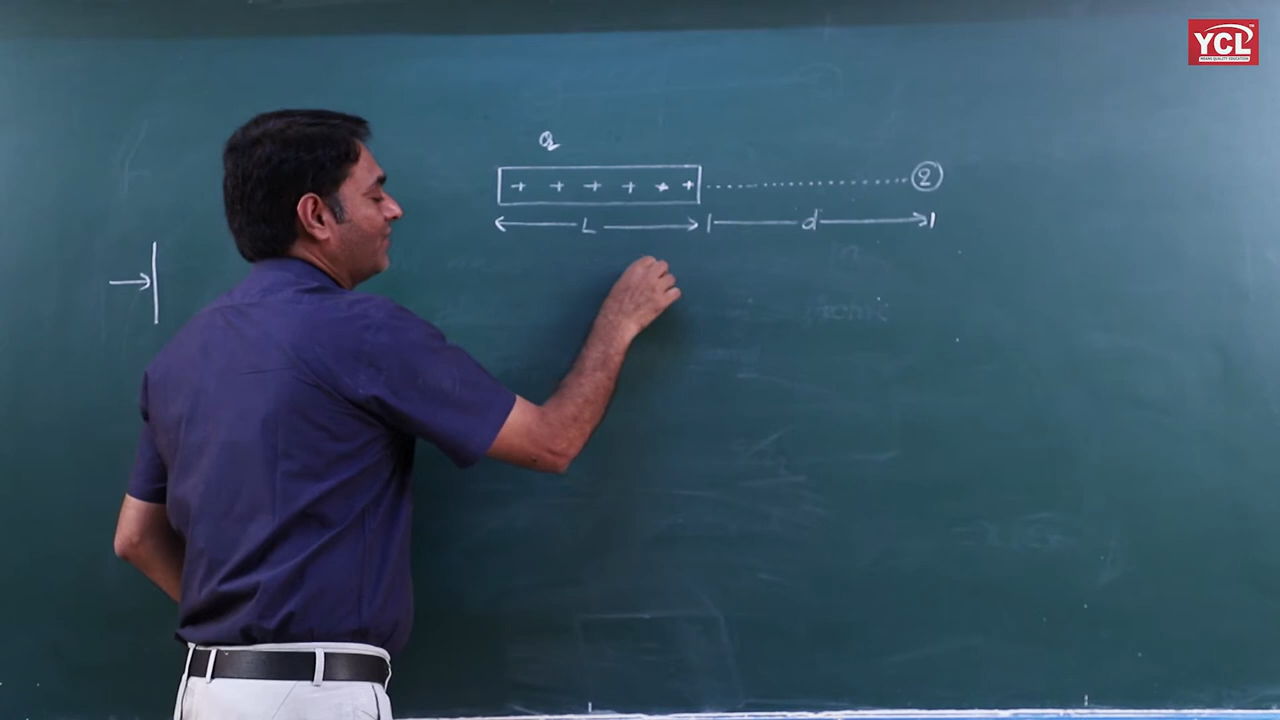 YCL
Q
+ + + + + +
q
L
d